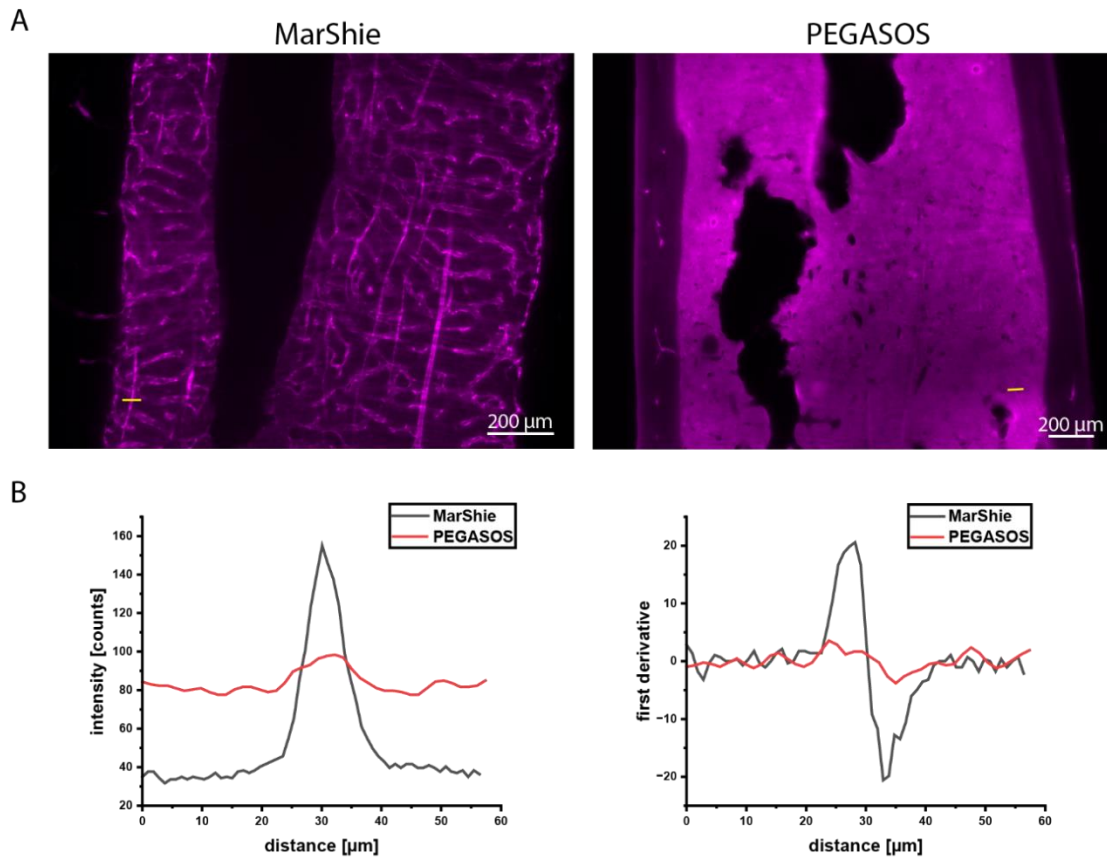 A
MarShie
PEGASOS
200 µm
200 µm
B
MarShie
PEGASOS
intensity [counts]
160
140
120
100
80
60
40
20
0
10
20
30
40
50
60
distance [µm]
MarShie
PEGASOS
first derivative
20
10
0
−10
−20
0
10
20
30
40
50
60
distance [µm]